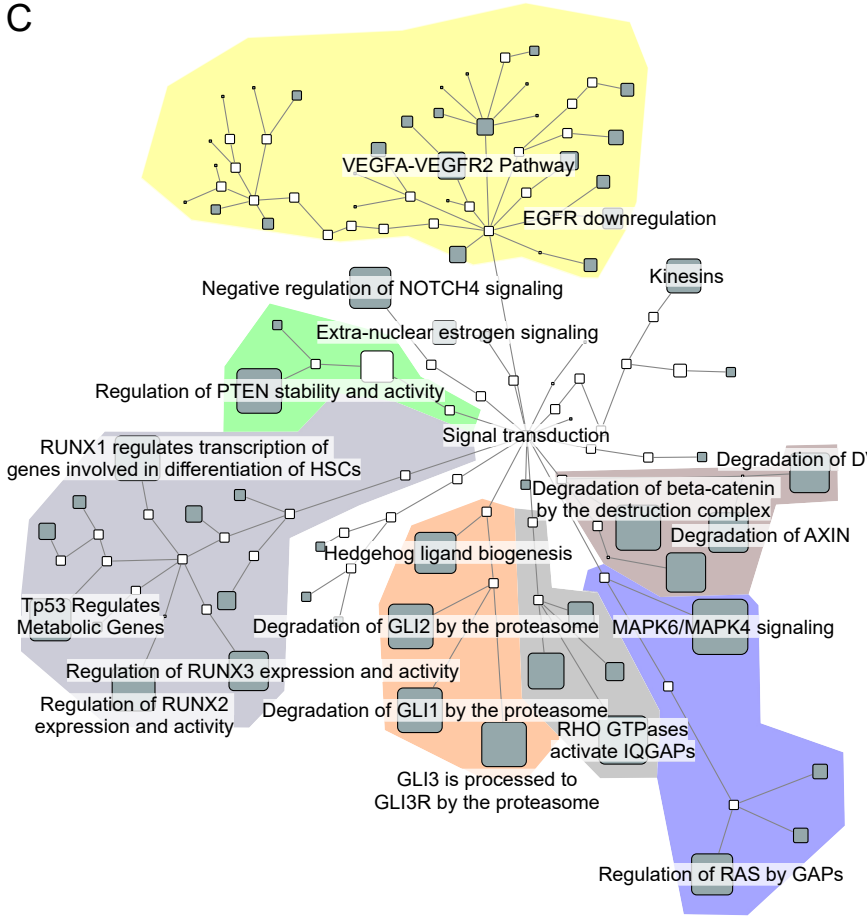 C
VEGFA-VEGFR2 Pathway
EGFR downregulation
Kinesins
Negative regulation of NOTCH4 signaling
Extra-nuclear estrogen signaling
Regulation of PTEN stability and activity
Signal transduction
RUNX1 regulates transcription of
genes involved in differentiation of HSCs
Degradation of
Degradation of beta-catenin
by the destruction complex
Degradation of AXIN
Hedgehog ligand biogenesis
Tp53 Regulates
Metabolic Genes
Degradation of GLI2 by the proteasome
MAPK6/MAPK4 signaling
Regulation of RUNX3 expression and activity
Regulation of RUNX2
expression and activity
Degradation of GLI1 by the proteasome
RHO GTPases
activate IQGAPs
GLI3 is processed to
GLI3R by the proteasome
Regulation of RAS by GAPs